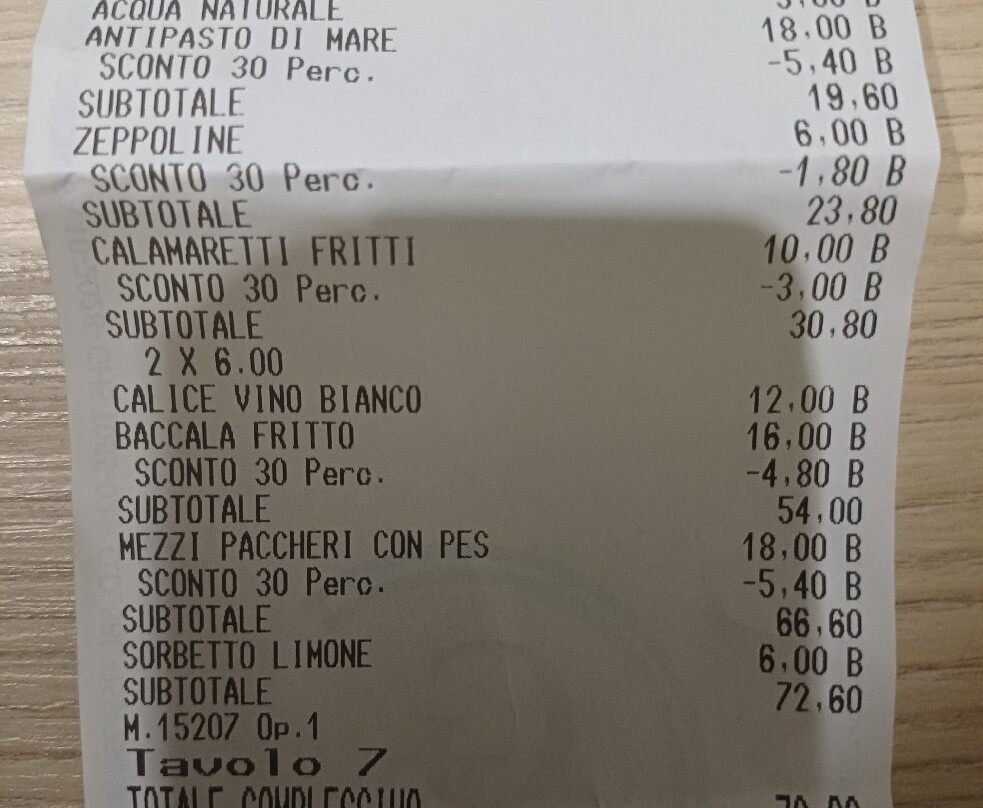 ACQUA NATURALE B
ANTIPASTO DI MARE 18,00 B
SCONTO 30 Perc. -5,40 B
SUBTOTALE 19,60
ZEPPOLINE 6,00 B
SCONTO 30 Perc. -1,80 B
SUBTOTALE 23,80
CALAMARETTI FRITTI 10,00 B
SCONTO 30 Perc. -3,00 B
SUBTOTALE 30,80
2 X 6.00
CALICE VINO BIANCO 12,00 B
BACCALA FRITTO 16,00 B
SCONTO 30 Perc. -4,80 B
SUBTOTALE 54,00
MEZZI PACCHERI CON PES 18,00 B
SCONTO 30 Perc. -5,40 B
SUBTOTALE 66,60
SORBETTO LIMONE 6,00 B
SUBTOTALE 72,60
M.15207 Op.1
Tavolo 7
TOTALE COMPLESSIVO